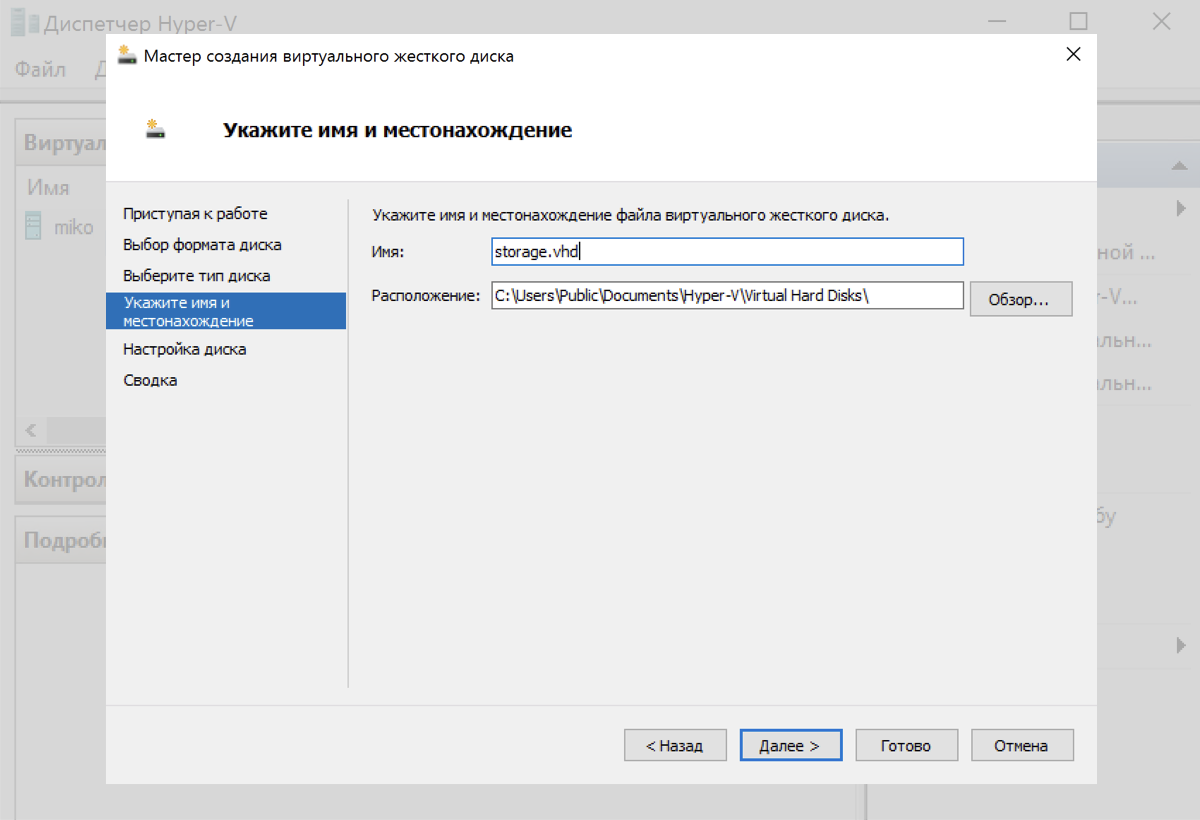 Диспетчер Hyper-V
Мастер создания виртуального жесткого диска
Файл
Укажите имя и местонахождение
Виртуал
Имя
miko
Контрол
Подробн
Приступая к работе
Выбор формата диска
Выберите тип диска
Укажите имя и
местонахождение
Настройка диска
Сводка
Укажите имя и местонахождение файла виртуального жесткого диска.
Имя: storage.vhd
Расположение: C:\Users\Public\Documents\Hyper-V\Virtual Hard Disks\ Обзор...
ной ...
r-V...
альн...
альн...
бу
< Назад Далее > Готово Отмена